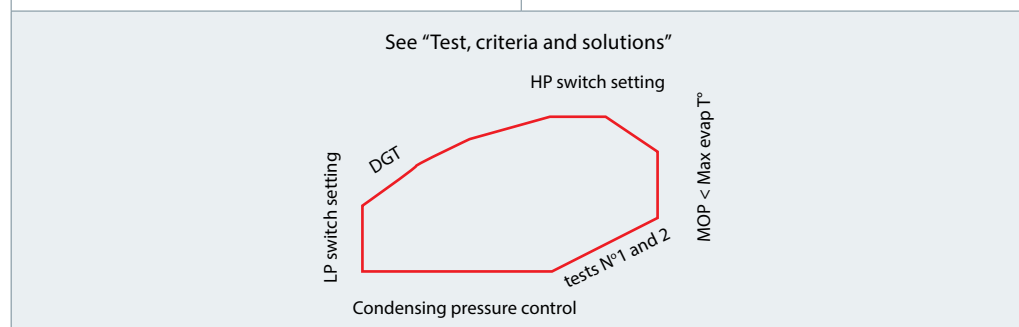 See “Test, criteria and solutions”
HP switch setting
MOP < Max evap T°
DGT
LP switch setting
tests N°1 and 2
Condensing pressure control